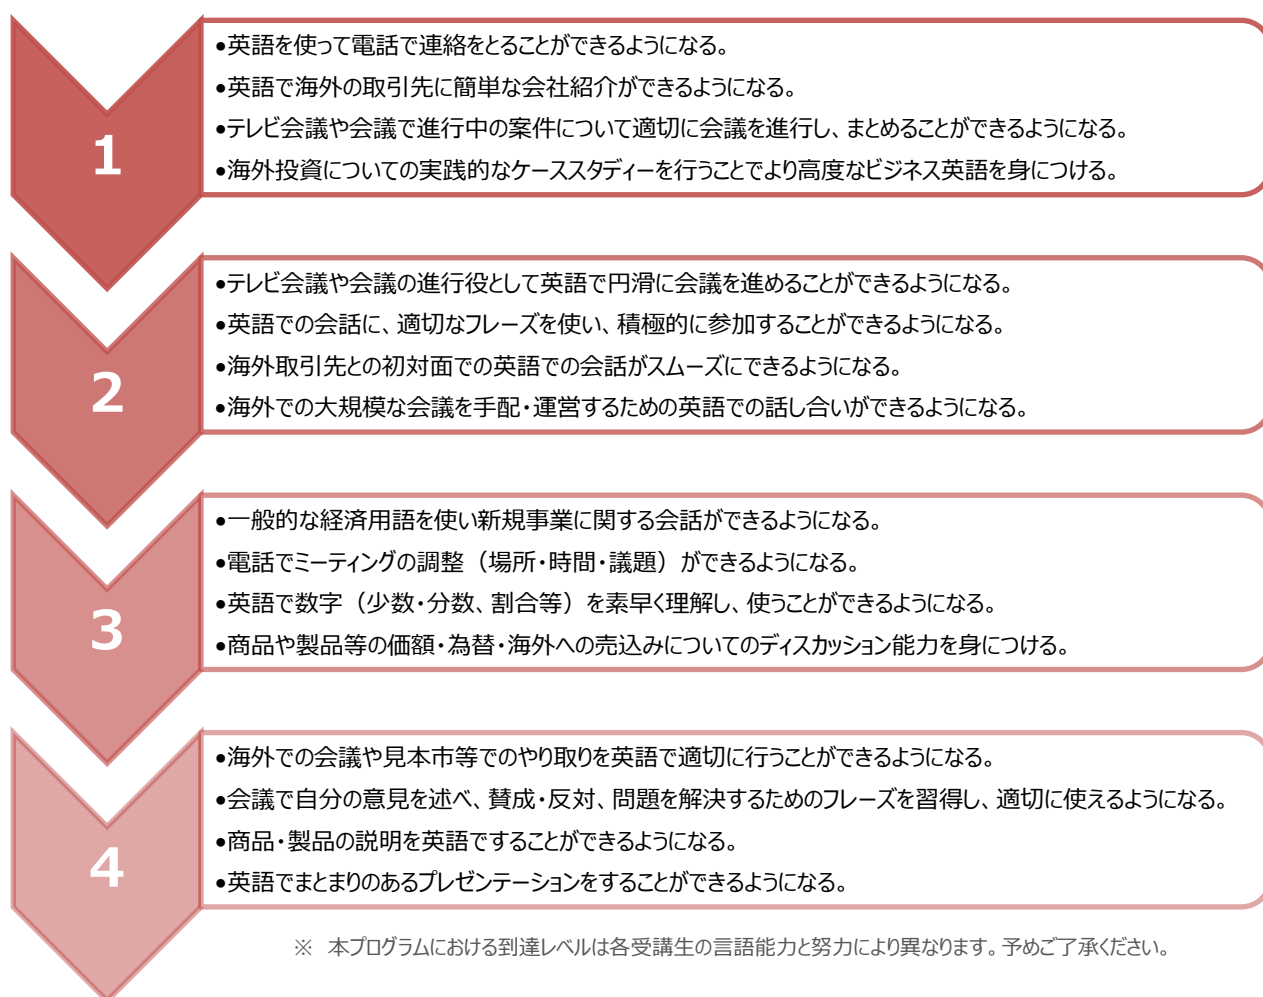 1
•英語を使って電話で連絡をとることができるようになる。
•英語で海外の取引先に簡単な会社紹介ができるようになる。
•テレビ会議や会議で進行中の案件について適切に会議を進行し、まとめることができるようになる。
•海外投資についての実践的なケーススタディーを行うことでより高度なビジネス英語を身につける。
2
•テレビ会議や会議の進行役として英語で円滑に会議を進めることができるようになる。
•英語での会話に、適切なフレーズを使い、積極的に参加することができるようになる。
•海外取引先との初対面での英語での会話がスムーズにできるようになる。
•海外での大規模な会議を手配・運営するための英語での話し合いができるようになる。
3
•一般的な経済用語を使い新規事業に関する会話ができるようになる。
•電話でミーティングの調整（場所・時間・議題）ができるようになる。
•英語で数字（少数・分数、割合等）を素早く理解し、使うことができるようになる。
•商品や製品等の価額・為替・海外への売込みについてのディスカッション能力を身につける。
4
•海外での会議や見本市等でのやり取りを英語で適切に行うことができるようになる。
•会議で自分の意見を述べ、賛成・反対、問題を解決するためのフレーズを習得し、適切に使えるようになる。
•商品・製品の説明を英語ですることができるようになる。
•英語でまとまりのあるプレゼンテーションをすることができるようになる。
※　本プログラムにおける到達レベルは各受講生の言語能力と努力により異なります。予めご了承ください。